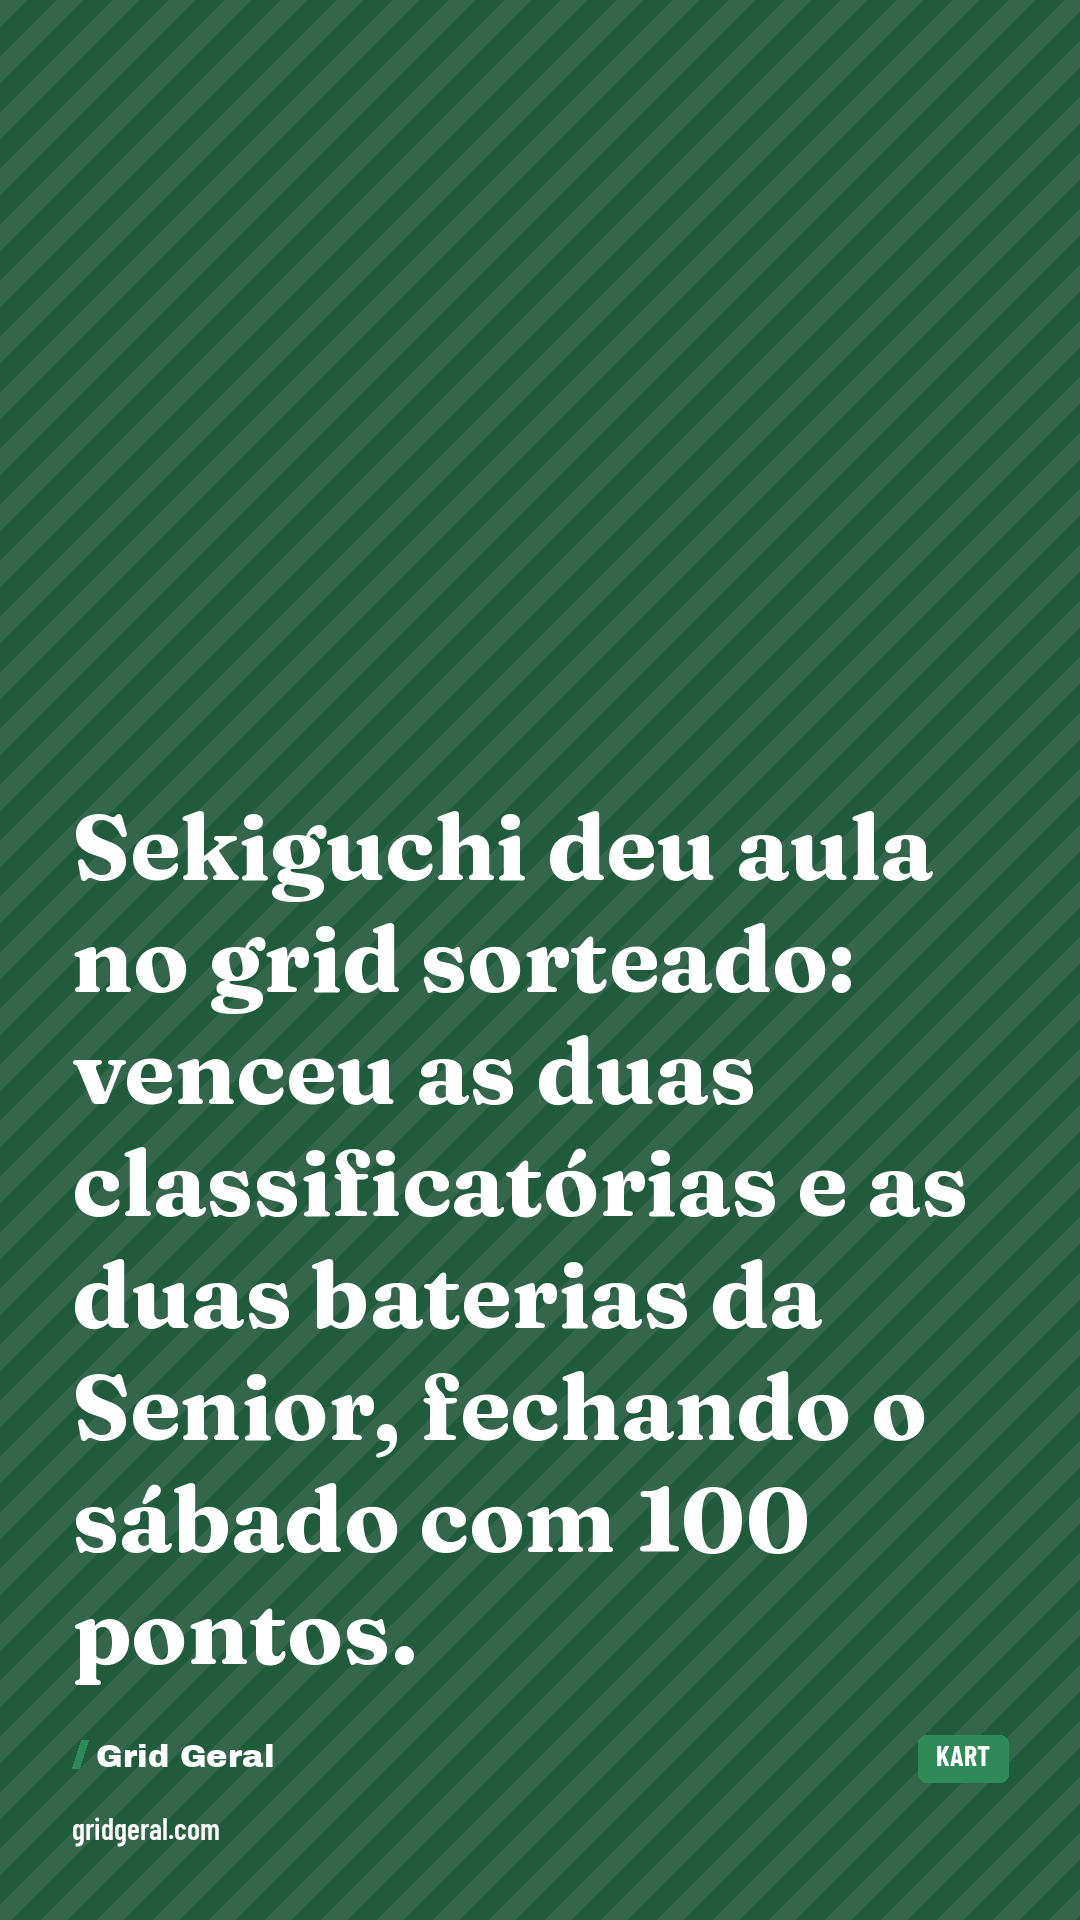 Sekiguchi deu aula
no grid sorteado:
venceu as duas
classificatórias e as
duas baterias da
Senior, fechando o
sábado com 100
pontos.
/ Grid Geral
KART
gridgeral.com